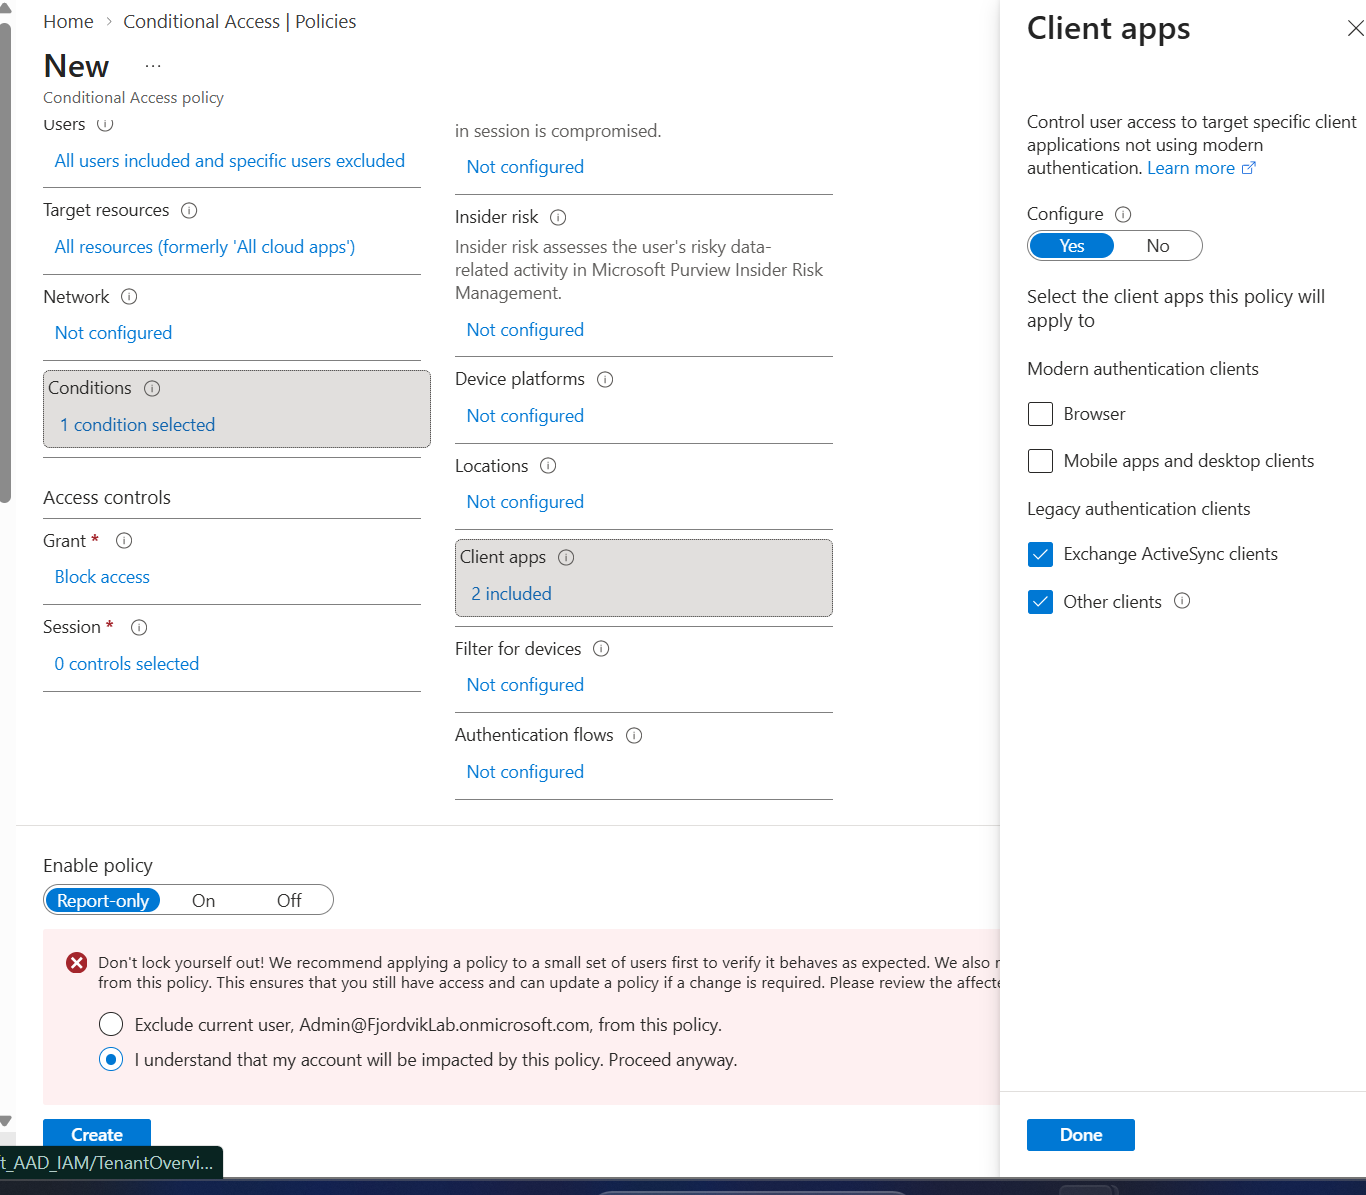 Home > Conditional Access | Policies
New ...
Conditional Access policy
Users
All users included and specific users excluded
Target resources
All resources (formerly 'All cloud apps')
Network
Not configured
Conditions
1 condition selected
Access controls
Grant *
Block access
Session *
0 controls selected
in session is compromised.
Not configured
Insider risk
Insider risk assesses the user's risky data-
related activity in Microsoft Purview Insider Risk
Management.
Not configured
Device platforms
Not configured
Locations
Not configured
Client apps
2 included
Filter for devices
Not configured
Authentication flows
Not configured
Enable policy
Report-only On Off
Don't lock yourself out! We recommend applying a policy to a small set of users first to verify it behaves as expected. We also
from this policy. This ensures that you still have access and can update a policy if a change is required. Please review the affecte
Exclude current user, Admin@FjordvikLab.onmicrosoft.com, from this policy.
I understand that my account will be impacted by this policy. Proceed anyway.
Create
t_AAD_IAM/TenantOvervi...
Client apps
Control user access to target specific client
applications not using modern
authentication. Learn more
Configure
Yes No
Select the client apps this policy will
apply to
Modern authentication clients
Browser
Mobile apps and desktop clients
Legacy authentication clients
Exchange ActiveSync clients
Other clients
Done